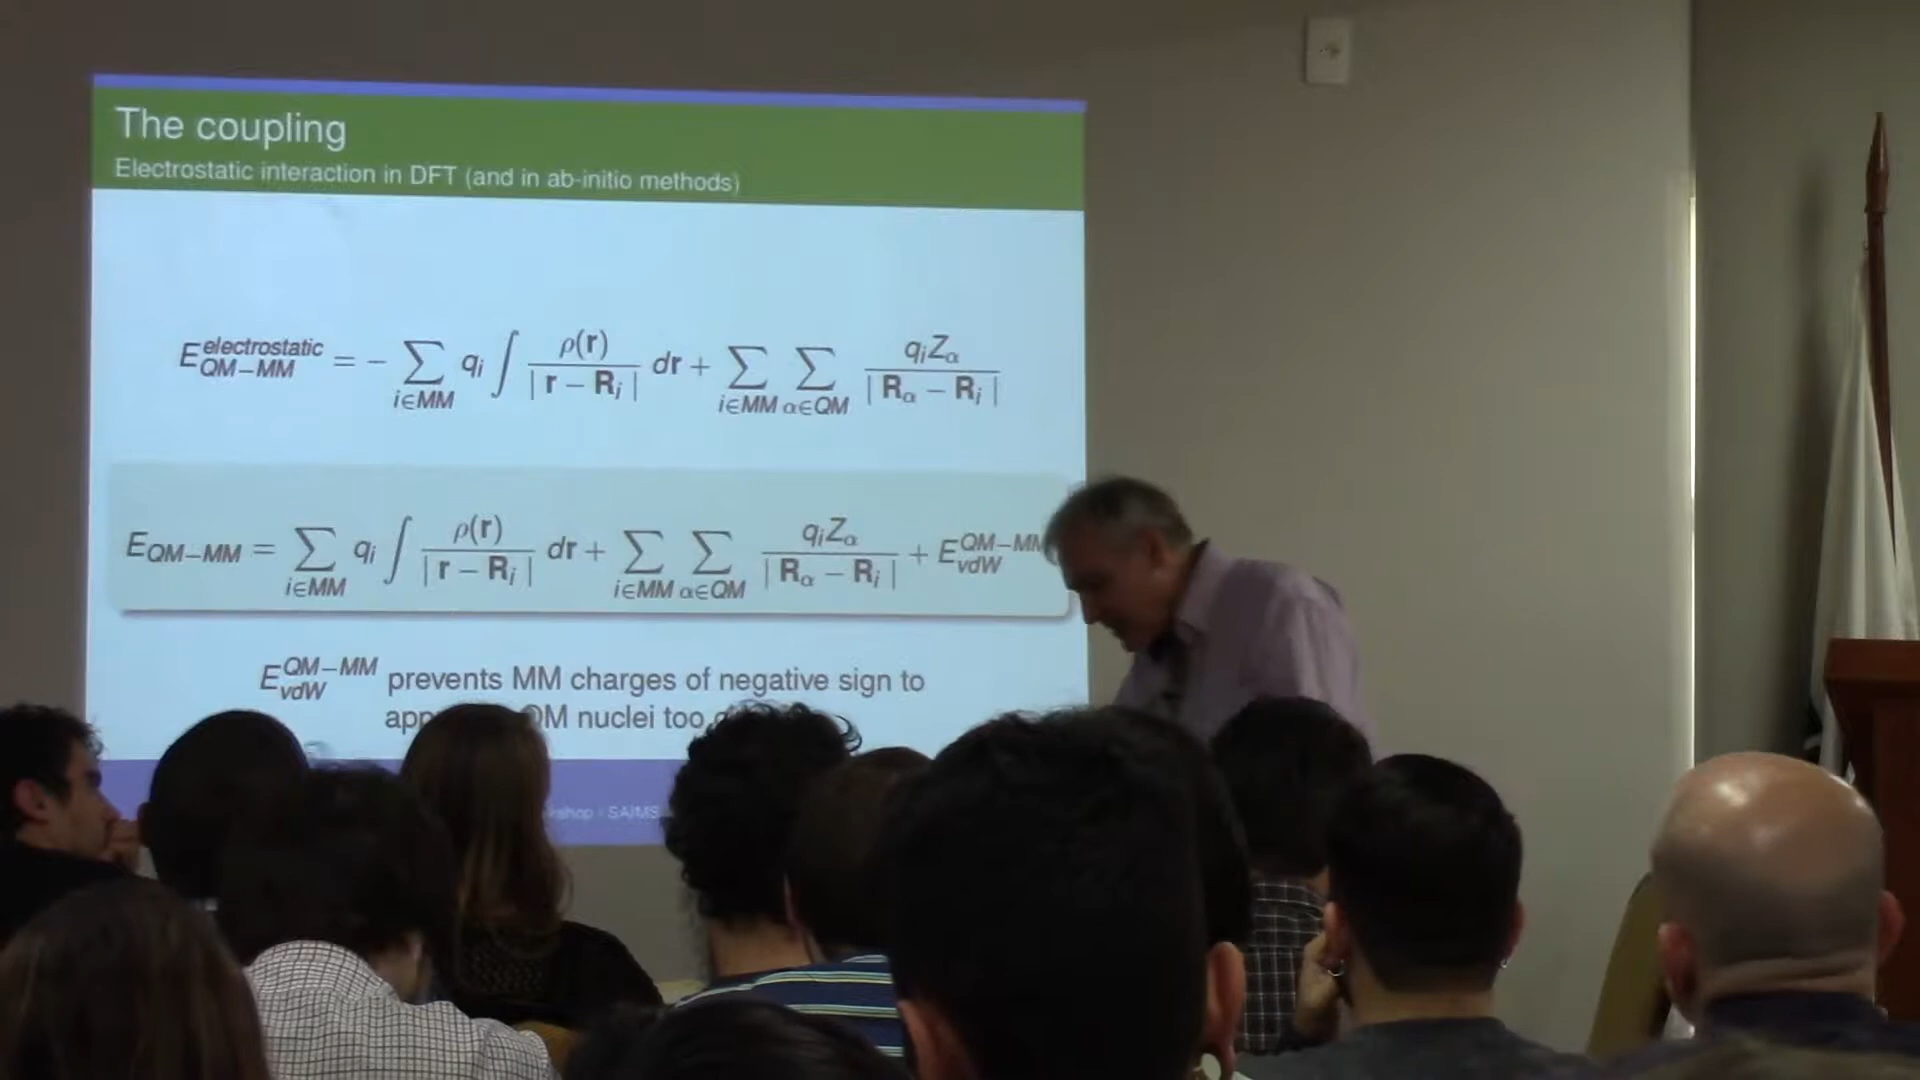 The coupling
Electrostatic interaction in DFT (and in ab-initio methods)
E^{electrostatic}_{QM−MM} = − ∑_{i∈MM} q_i ∫ ρ(r) / | r − R_i | dr + ∑_{i∈MM} ∑_{α∈QM} q_i Z_α / | R_α − R_i |
E_{QM−MM} = ∑_{i∈MM} q_i ∫ ρ(r) / | r − R_i | dr + ∑_{i∈MM} ∑_{α∈QM} q_i Z_α / | R_α − R_i | + E^{QM−MM}_{vdW}
E^{QM−MM}_{vdW} prevents MM charges of negative sign to
nuclei too
SAIMS